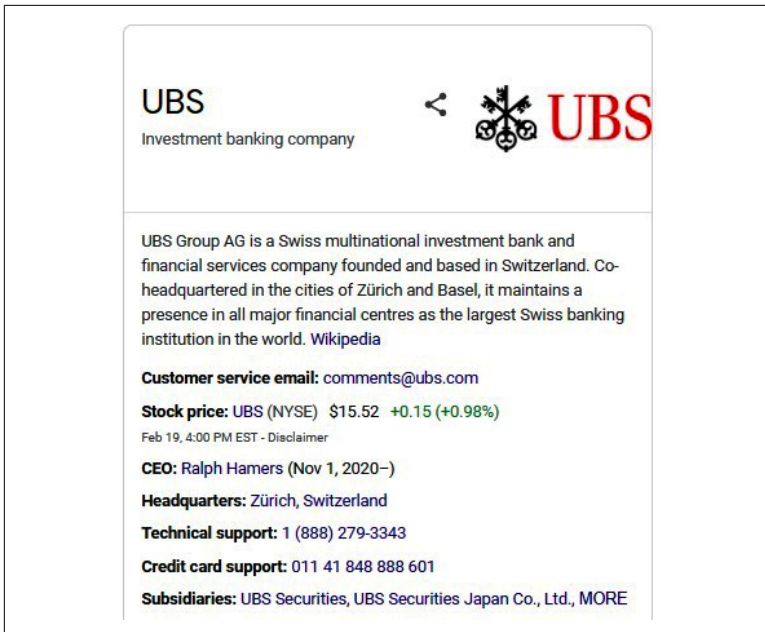 UBS
Investment banking company
UBS
UBS Group AG is a Swiss multinational investment bank and
financial services company founded and based in Switzerland. Co-
headquartered in the cities of Zürich and Basel, it maintains a
presence in all major financial centres as the largest Swiss banking
institution in the world. Wikipedia
Customer service email: comments@ubs.com
Stock price: UBS (NYSE) $15.52 +0.15 (+0.98%)
Feb 19, 4:00 PM EST - Disclaimer
CEO: Ralph Hamers (Nov 1, 2020–)
Headquarters: Zürich, Switzerland
Technical support: 1 (888) 279-3343
Credit card support: 011 41 848 888 601
Subsidiaries: UBS Securities, UBS Securities Japan Co., Ltd., MORE